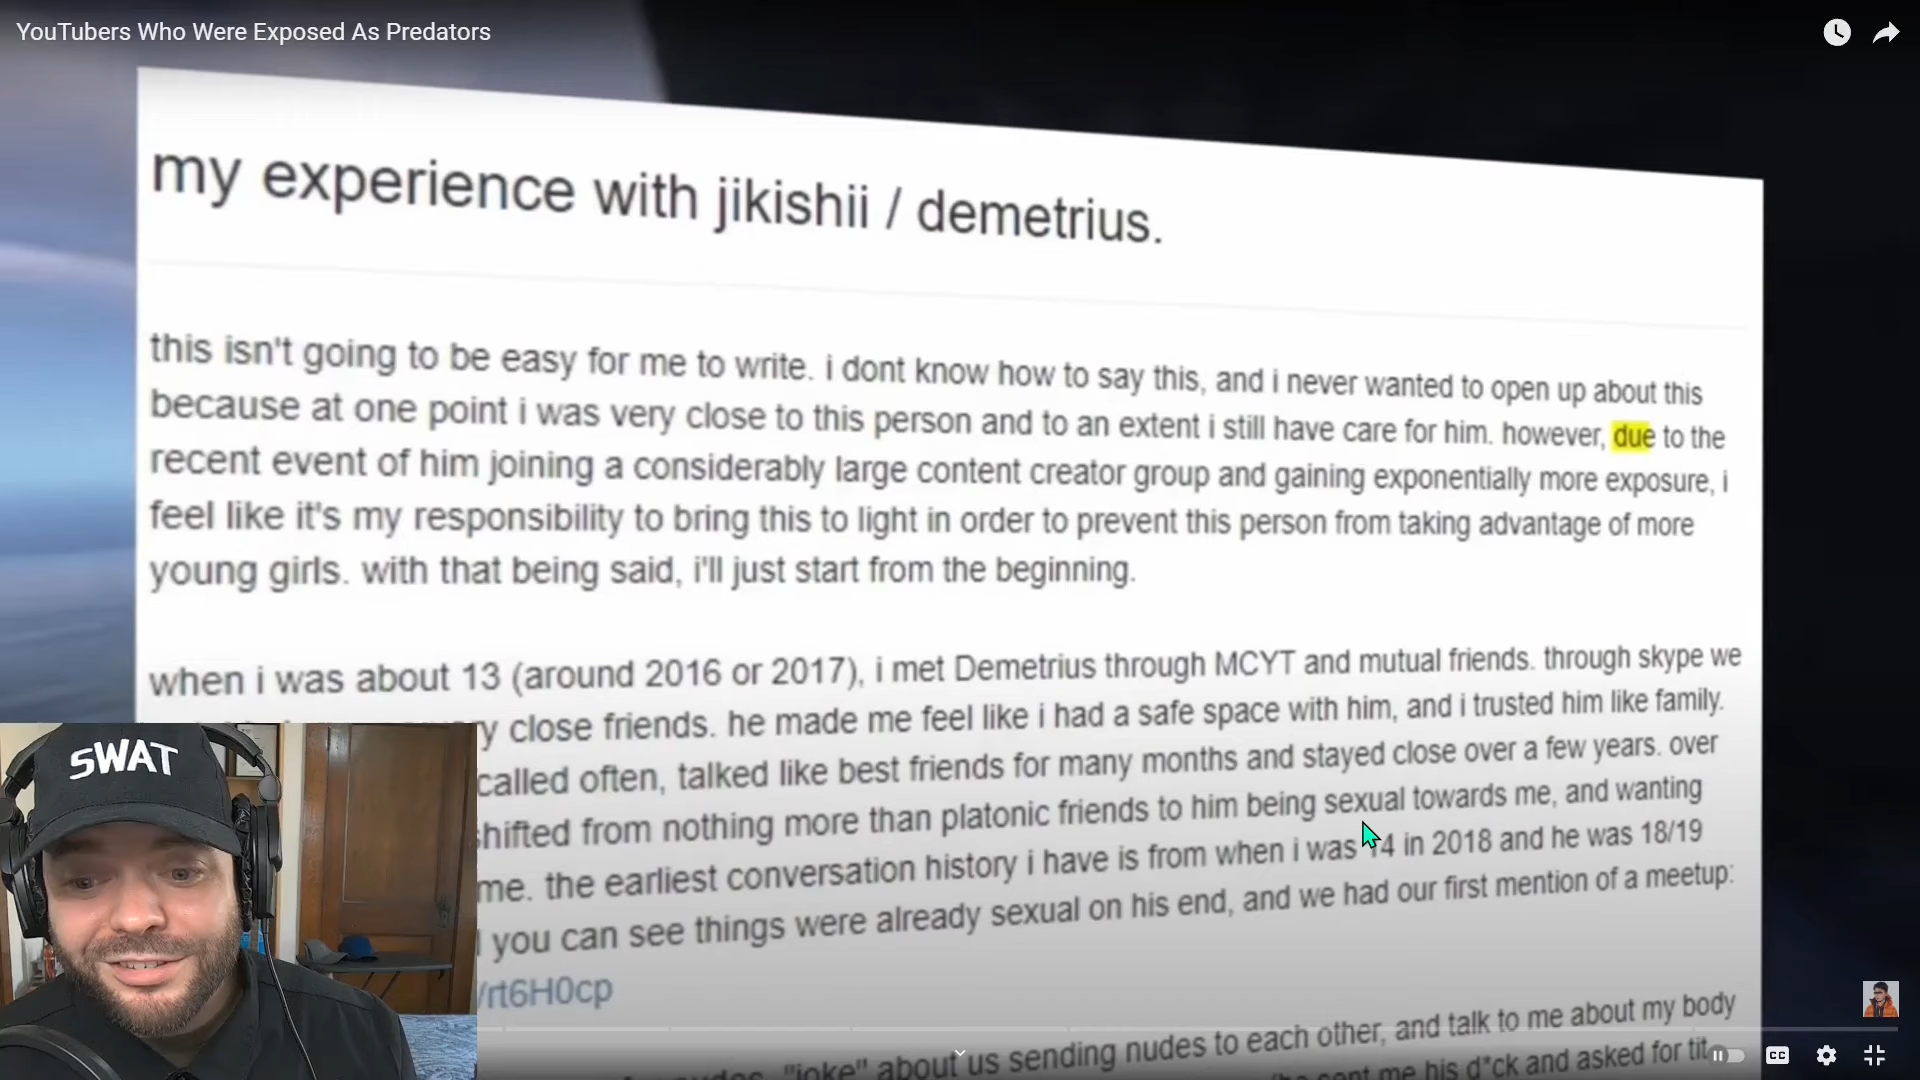 YouTubers Who Were Exposed As Predators
my experience with jikishii / demetrius.
this isn't going to be easy for me to write. i dont know how to say this, and i never wanted to open up about this
because at one point i was very close to this person and to an extent i still have care for him. however, due to the
recent event of him joining a considerably large content creator group and gaining exponentially more exposure, i
feel like it's my responsibility to bring this to light in order to prevent this person from taking advantage of more
young girls. with that being said, i'll just start from the beginning.
when i was about 13 (around 2016 or 2017), i met Demetrius through MCYT and mutual friends. through skype we
y close friends. he made me feel like i had a safe space with him, and i trusted him like family.
called often, talked like best friends for many months and stayed close over a few years. over
shifted from nothing more than platonic friends to him being sexual towards me, and wanting
me. the earliest conversation history i have is from when i was 14 in 2018 and he was 18/19
you can see things were already sexual on his end, and we had our first mention of a meetup:
/rt6H0cp
"joke" about us sending nudes to each other, and talk to me about my body
sent me his d*ck and asked for tit
SWAT
CC